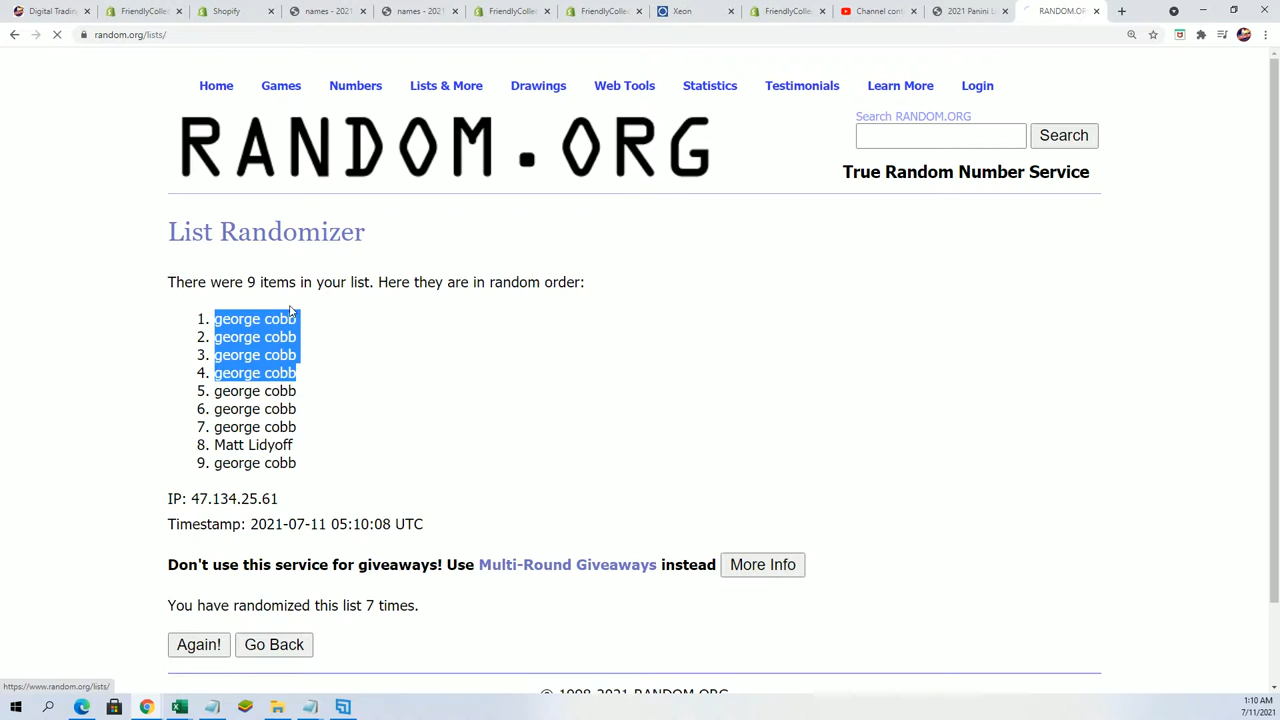 Digital Trading
FriendlyColle
Shopify
names - 2021
names - 2021
FriendlyColle
FriendlyColle
Xeon
FriendlyColle
Channel cont
2021 Panini L
RANDOM.OR
random.org/lists/
Home Games Numbers Lists & More Drawings Web Tools Statistics Testimonials Learn More Login
RANDOM.ORG
Search RANDOM.ORG
Search
True Random Number Service
List Randomizer
There were 9 items in your list. Here they are in random order:
1. george cobb
2. george cobb
3. george cobb
4. george cobb
5. george cobb
6. george cobb
7. george cobb
8. Matt Lidyoff
9. george cobb
IP: 47.134.25.61
Timestamp: 2021-07-11 05:10:08 UTC
Don't use this service for giveaways! Use Multi-Round Giveaways instead More Info
You have randomized this list 7 times.
Again! Go Back
https://www.random.org/lists/
© 1998-2021 RANDOM.ORG
1:10 AM
7/11/2021